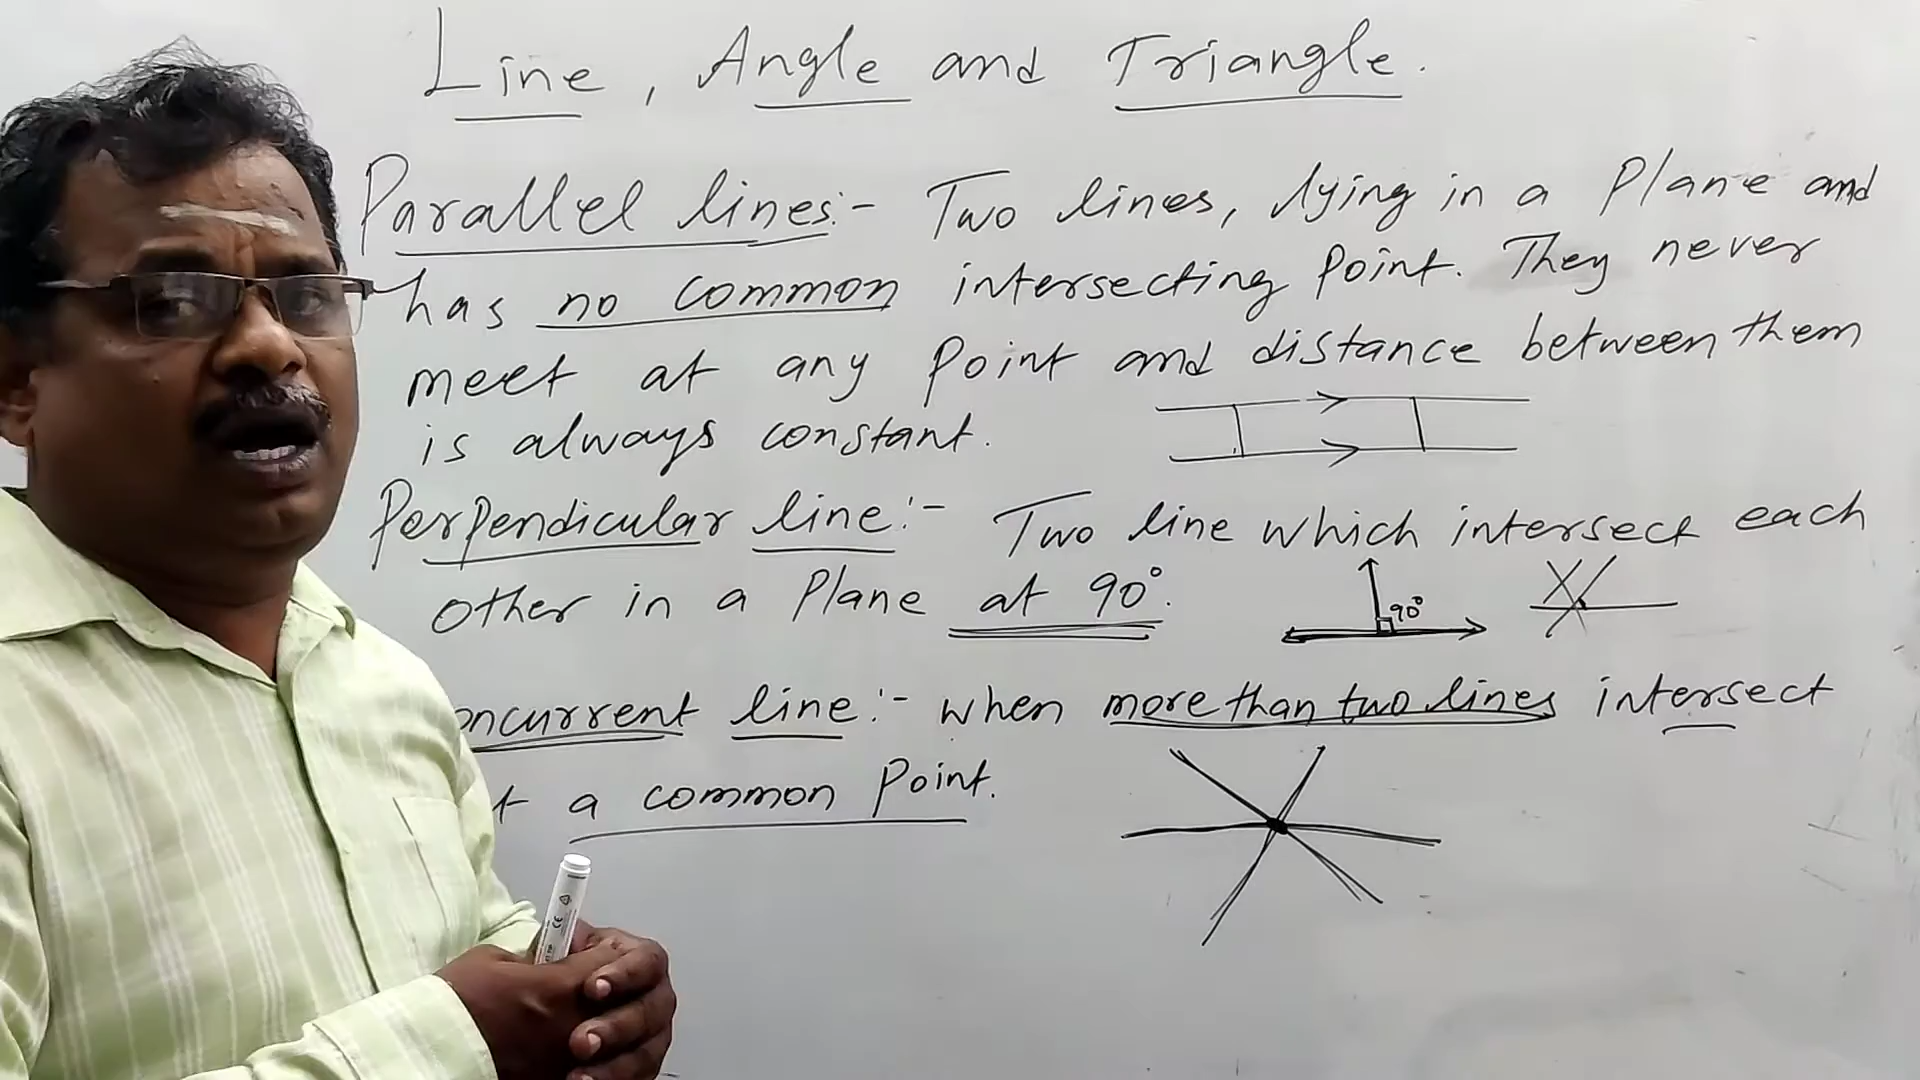 Line, Angle and Triangle.
Parallel lines:- Two lines, lying in a Plane and
has no common intersecting point. They never
meet at any point and distance between them
is always constant.
Perpendicular line:- Two line which intersect each
other in a Plane at 90°.
90°
oncurrent line:- when more than two lines intersect
t a common point.
CE